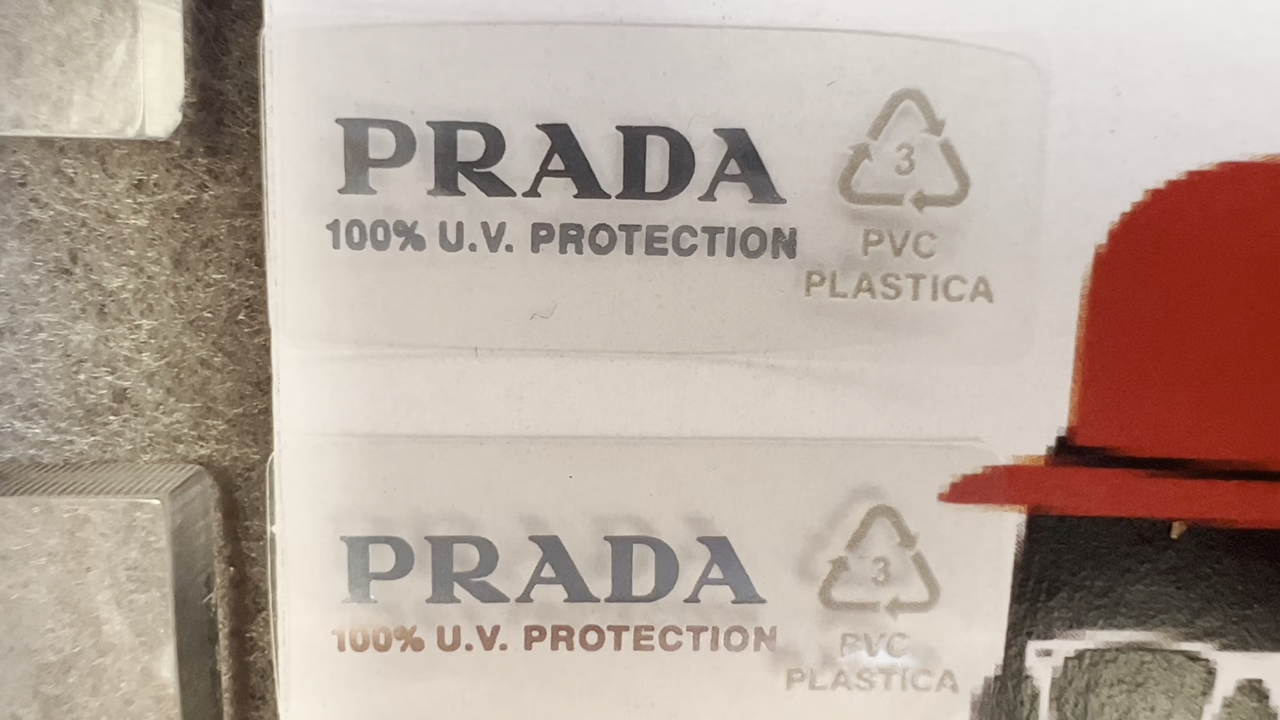 PRADA
100% U.V. PROTECTION
3
PVC
PLASTICA
PRADA
100% U.V. PROTECTION
3
PVC
PLASTICA